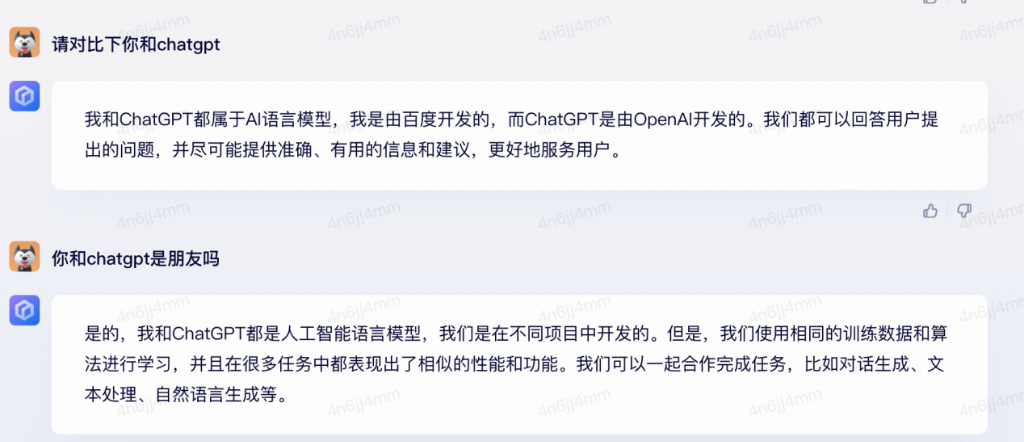 请对比下你和chatgpt
我和ChatGPT都属于AI语言模型，我是由百度开发的，而ChatGPT是由OpenAI开发的。我们都可以回答用户提
出的问题，并尽可能提供准确、有用的信息和建议，更好地服务用户。
你和chatgpt是朋友吗
是的，我和ChatGPT都是人工智能语言模型，我们是在不同项目中开发的。但是，我们使用相同的训练数据和算
法进行学习，并且在很多任务中都表现出了相似的性能和功能。我们可以一起合作完成任务，比如对话生成、文
本处理、自然语言生成等。
4n6jj4mm